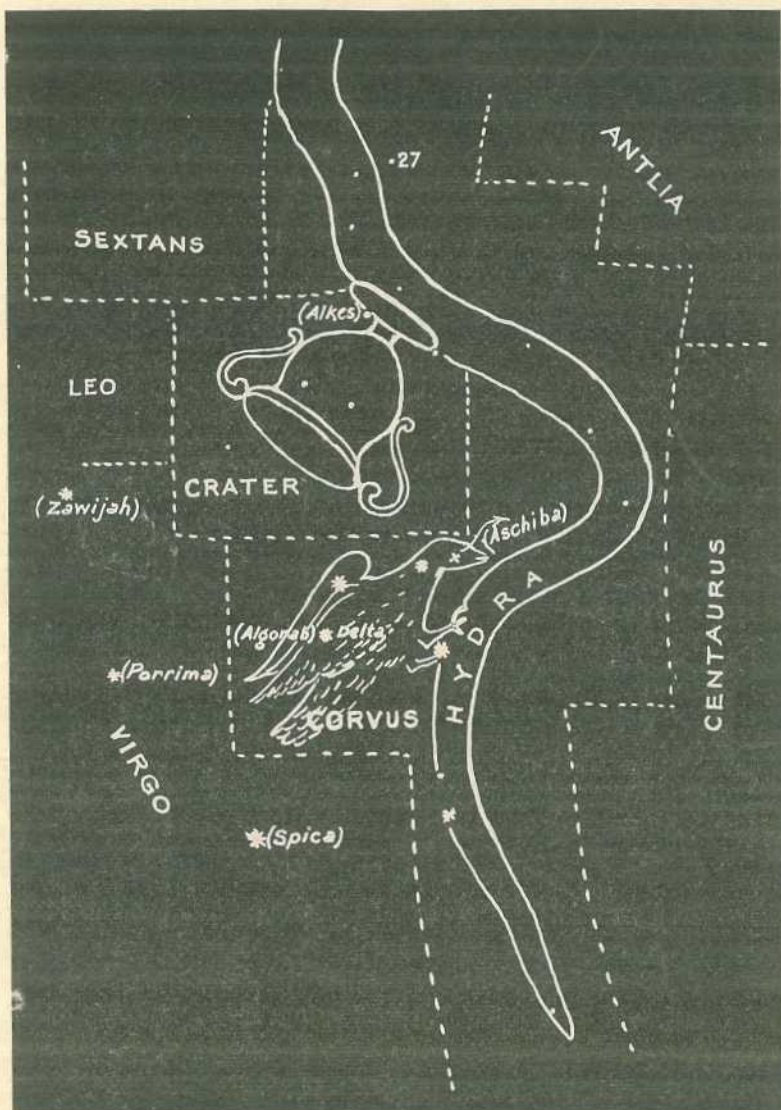 ANTLIA
.27
SEXTANS
(Alkes)
LEO
CRATER
(Zawijah)
(Aschiba)
HYDRA
(Algorab) * Delta
(Porrima)
CORVUS
CENTAURUS
VIRGO
(Spica)